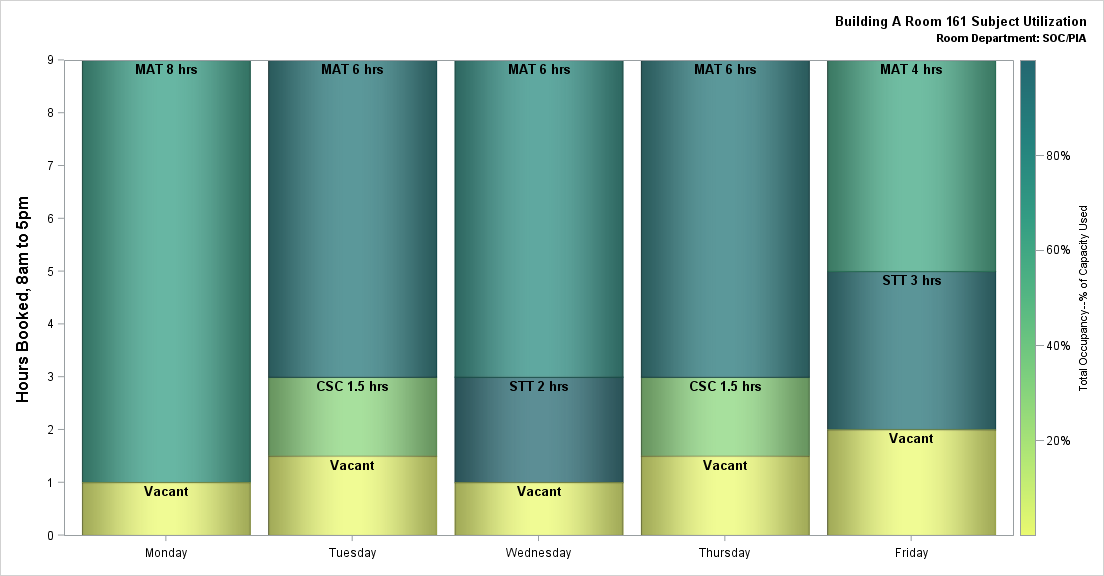 Building A Room 161 Subject Utilization
Room Department: SOC/PIA
Hours Booked, 8am to 5pm
9
8
7
6
5
4
3
2
1
0
MAT 8 hrs
Vacant
MAT 6 hrs
CSC 1.5 hrs
Vacant
MAT 6 hrs
STT 2 hrs
Vacant
MAT 6 hrs
CSC 1.5 hrs
Vacant
MAT 4 hrs
STT 3 hrs
Vacant
Monday
Tuesday
Wednesday
Thursday
Friday
80%
60%
40%
20%
Total Occupancy--% of Capacity Used